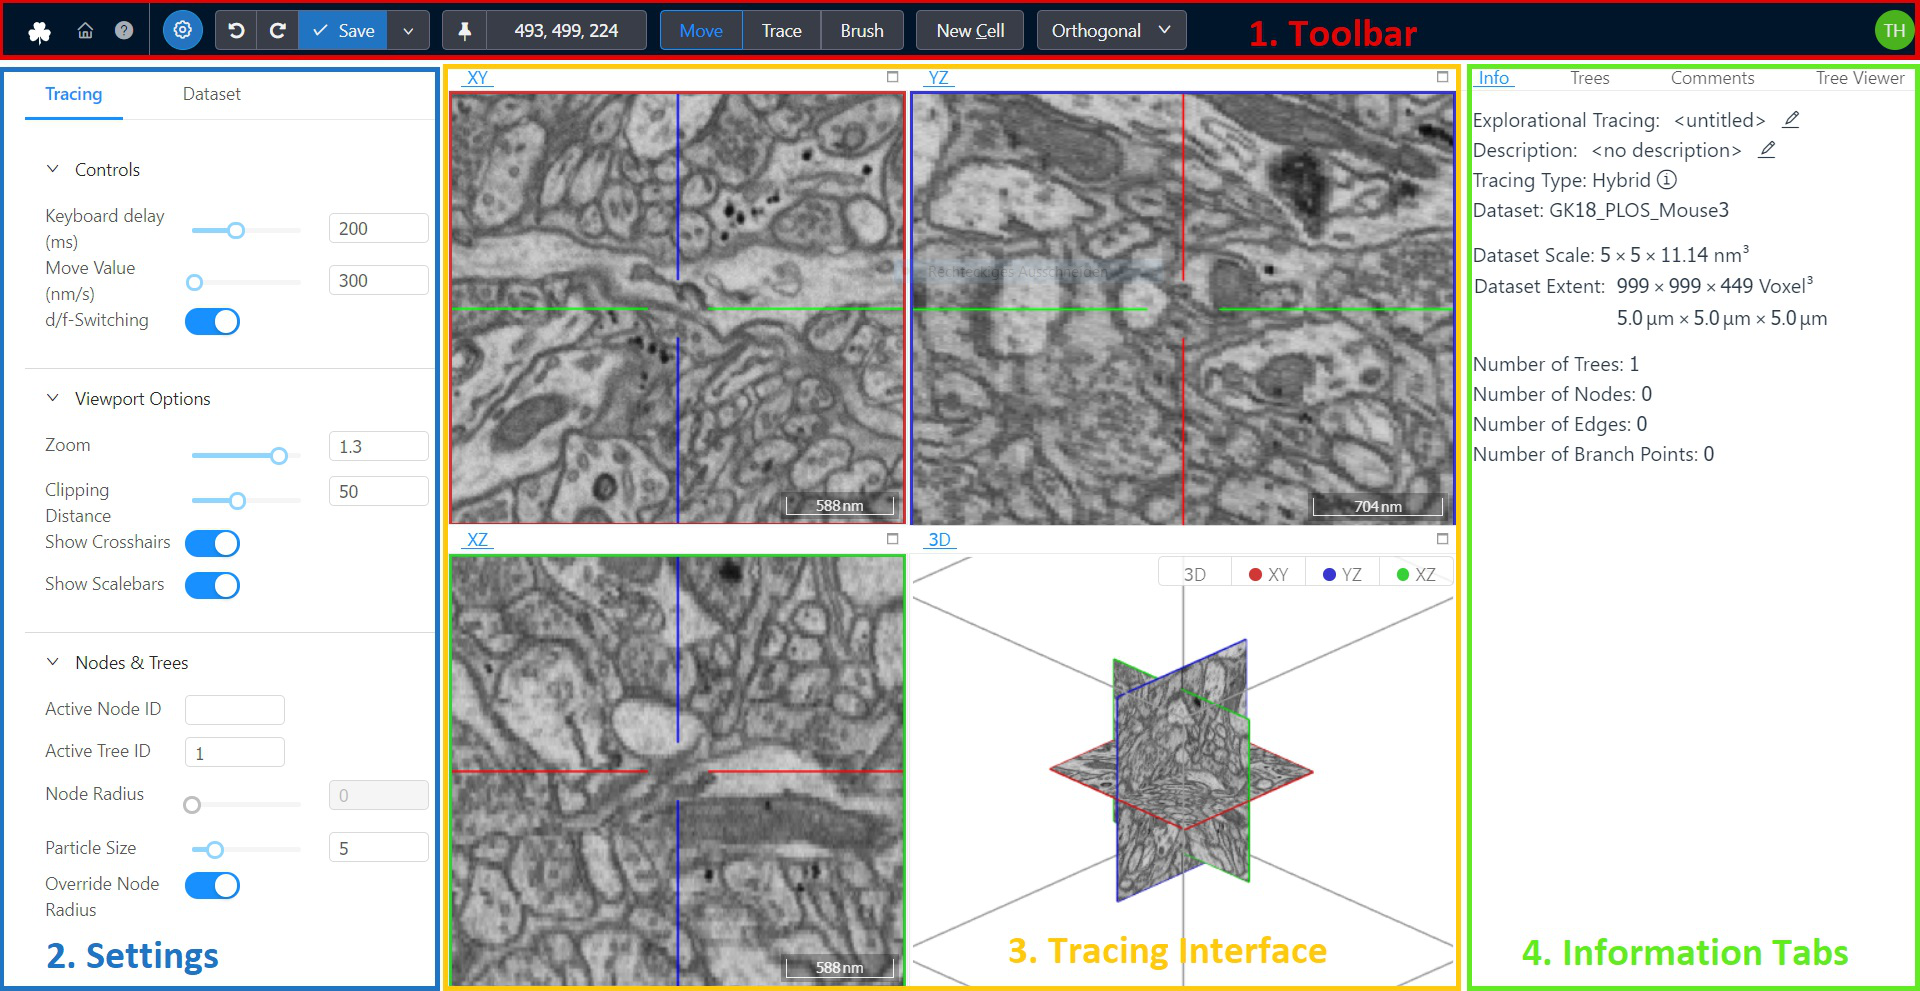 Save
493, 499, 224
Move
Trace
Brush
New Cell
Orthogonal
1. Toolbar
TH
Tracing
Dataset
Controls
Keyboard delay
(ms)
200
Move Value
(nm/s)
300
d/f-Switching
Viewport Options
Zoom
1.3
Clipping
Distance
50
Show Crosshairs
Show Scalebars
Nodes & Trees
Active Node ID
Active Tree ID
1
Node Radius
0
Particle Size
5
Override Node
Radius
2. Settings
XY
588 nm
YZ
Rechteckiges Ausschneiden
704 nm
XZ
588 nm
3D
3D
XY
YZ
XZ
3. Tracing Interface
Info
Trees
Comments
Tree Viewer
Explorational Tracing: <untitled>
Description: <no description>
Tracing Type: Hybrid
Dataset: GK18_PLOS_Mouse3
Dataset Scale: 5 × 5 × 11.14 nm³
Dataset Extent: 999 × 999 × 449 Voxel³
5.0 µm × 5.0 µm × 5.0 µm
Number of Trees: 1
Number of Nodes: 0
Number of Edges: 0
Number of Branch Points: 0
4. Information Tabs